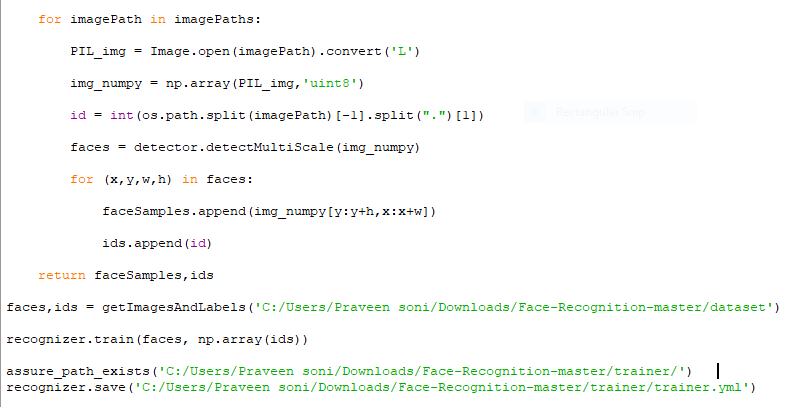 for imagePath in imagePaths:
PIL_img = Image.open(imagePath).convert('L')
img_numpy = np.array(PIL_img,'uint8')
id = int(os.path.split(imagePath)[-1].split(".")[1])
Rectangular Snip
faces = detector.detectMultiScale(img_numpy)
for (x,y,w,h) in faces:
faceSamples.append(img_numpy[y:y+h,x:x+w])
ids.append(id)
return faceSamples,ids
faces,ids = getImagesAndLabels('C:/Users/Praveen soni/Downloads/Face-Recognition-master/dataset')
recognizer.train(faces, np.array(ids))
assure_path_exists('C:/Users/Praveen soni/Downloads/Face-Recognition-master/trainer/')
recognizer.save('C:/Users/Praveen soni/Downloads/Face-Recognition-master/trainer/trainer.yml')